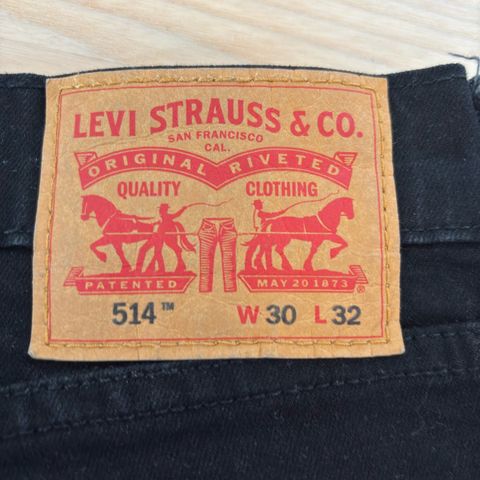 LEVI STRAUSS & CO.
SAN FRANCISCO
CAL.
ORIGINAL RIVETED
QUALITY CLOTHING
PATENTED MAY 20 1873 ®
514™ W 30 L 32